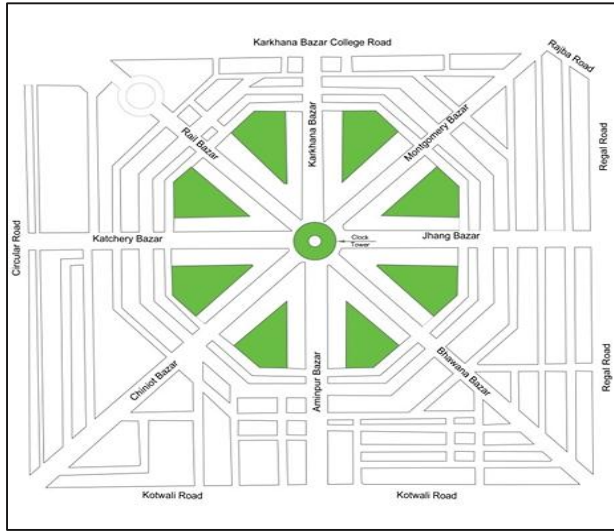 Karkhana Bazar College Road
Rajba Road
Rail Bazar
Karkhana Bazar
Montgomery Bazar
Regal Road
Circular Road
Katchery Bazar
Clock
Tower
Jhang Bazar
Chiniot Bazar
Aminpur Bazar
Bhawana Bazar
Regal Road
Kotwali Road
Kotwali Road